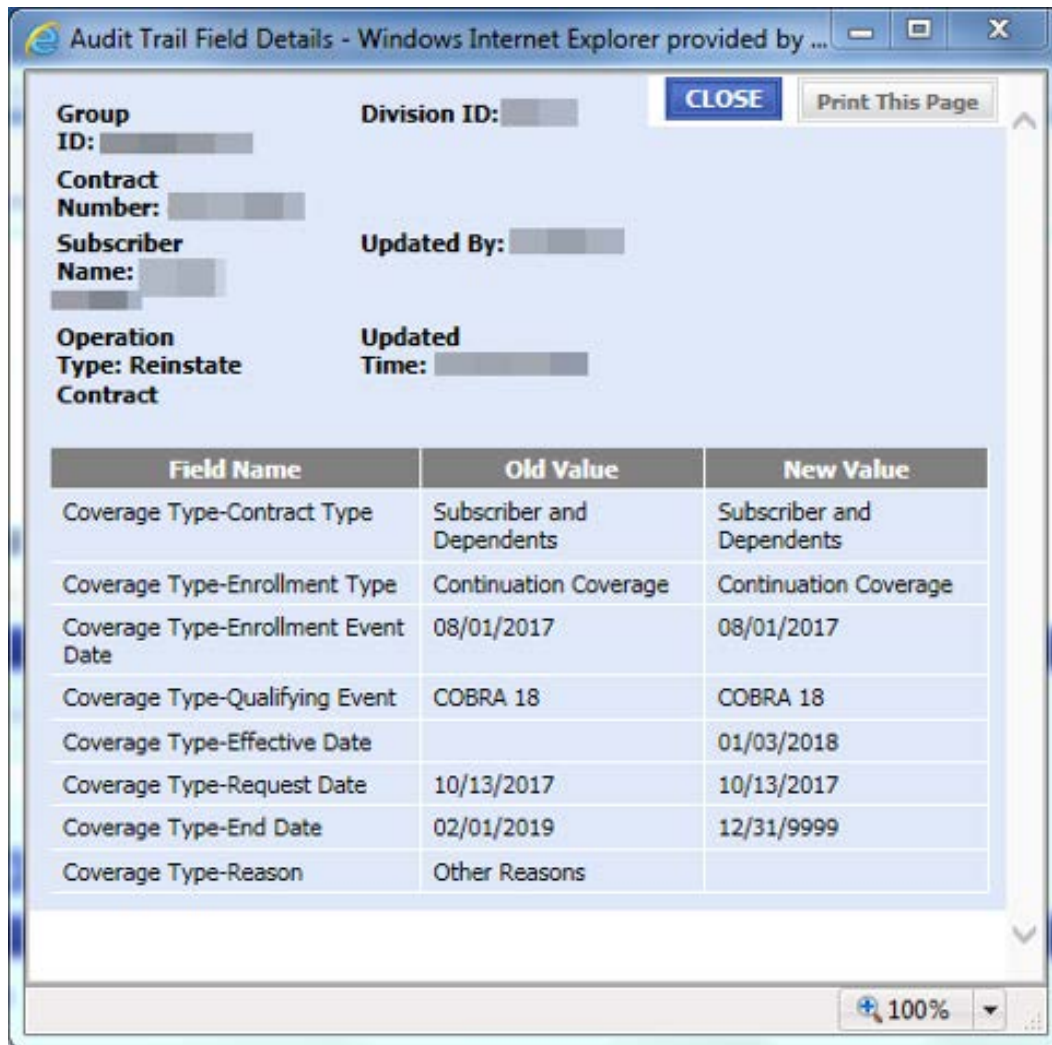 Audit Trail Field Details - Windows Internet Explorer provided by ...
CLOSE Print This Page
Group Division ID:
ID:
Contract
Number:
Subscriber Updated By:
Name:
Operation Updated
Type: Reinstate Time:
Contract
Field Name Old Value New Value
Coverage Type-Contract Type Subscriber and Subscriber and
Dependents Dependents
Coverage Type-Enrollment Type Continuation Coverage Continuation Coverage
Coverage Type-Enrollment Event 08/01/2017 08/01/2017
Date
Coverage Type-Qualifying Event COBRA 18 COBRA 18
Coverage Type-Effective Date 01/03/2018
Coverage Type-Request Date 10/13/2017 10/13/2017
Coverage Type-End Date 02/01/2019 12/31/9999
Coverage Type-Reason Other Reasons
100%